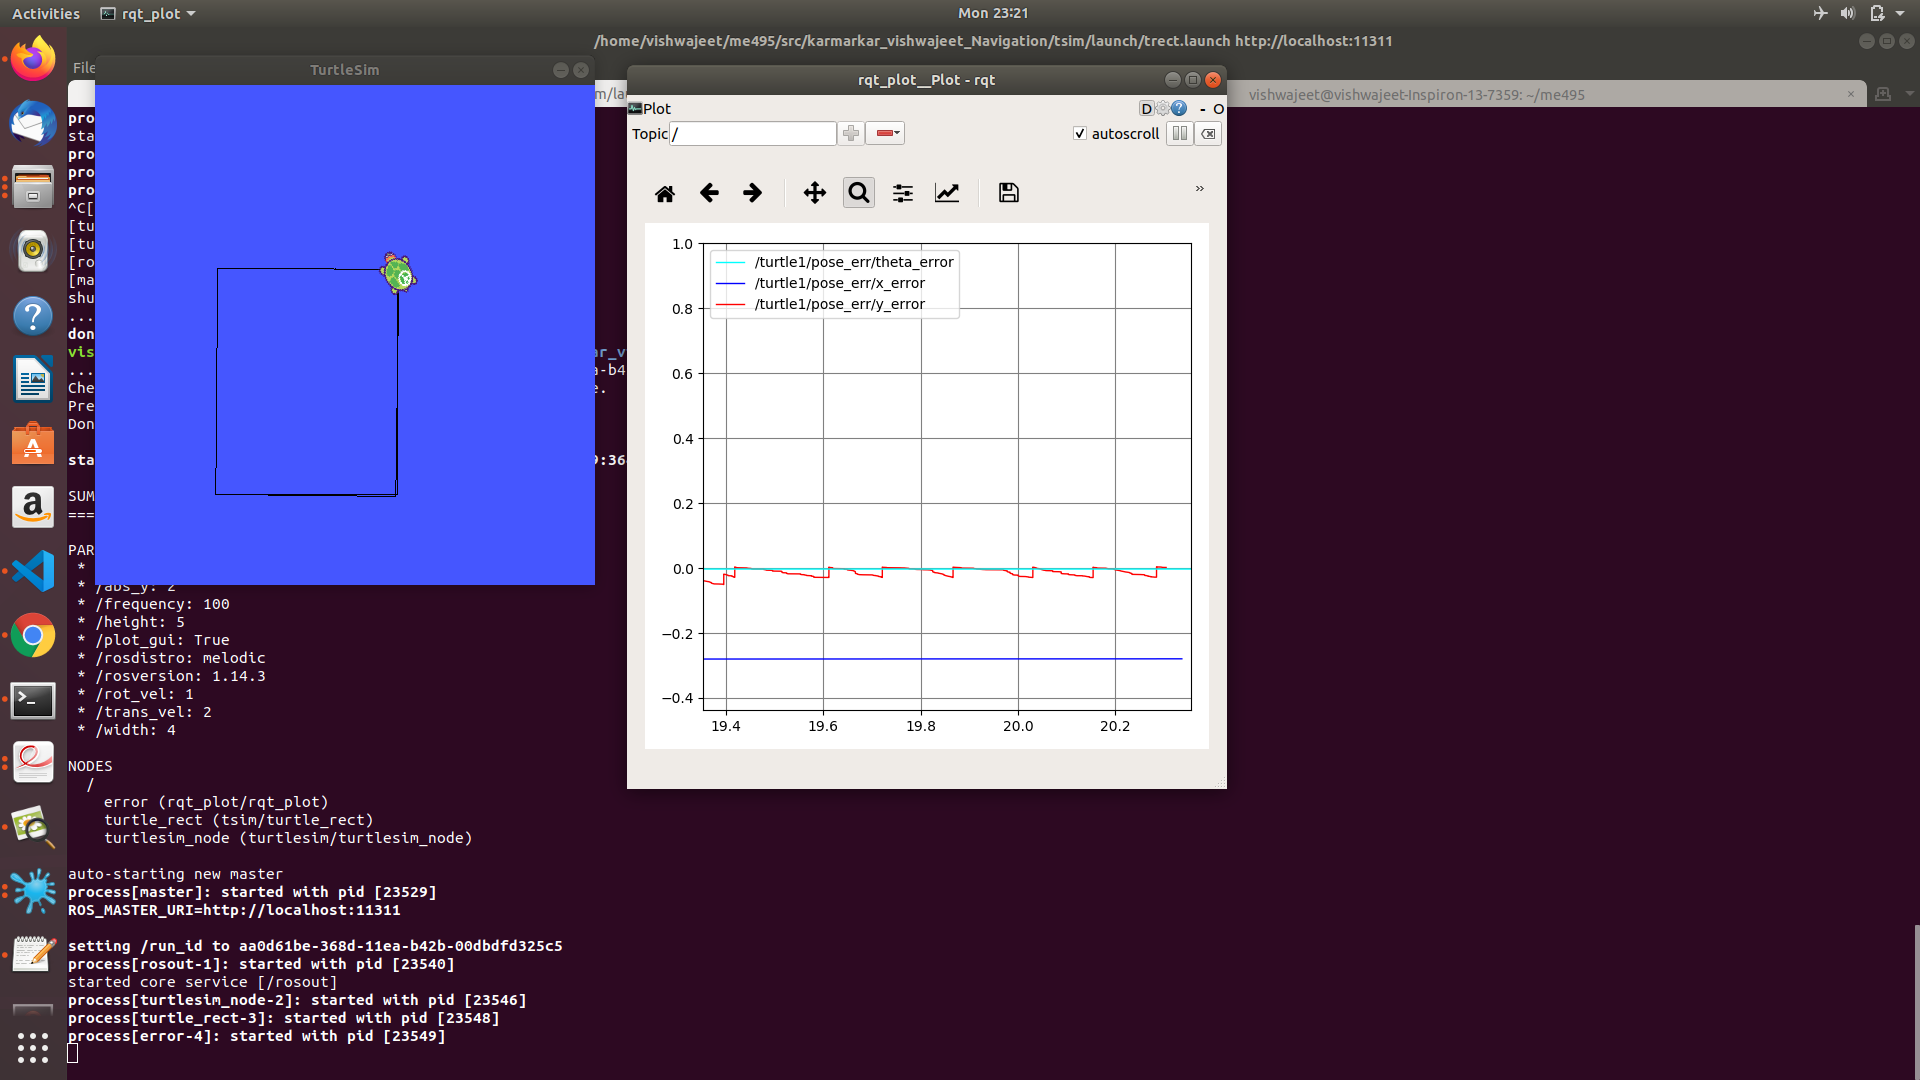 Activities
rqt_plot
Mon 23:21
/home/vishwajeet/me495/src/karmarkar_vishwajeet_Navigation/tsim/launch/trect.launch http://localhost:11311
File
vishwajeet@vishwajeet-Inspiron-13-7359: ~/me495
TurtleSim
rqt_plot__Plot - rqt
Plot
D
- O
Topic /
autoscroll
»
/turtle1/pose_err/theta_error
/turtle1/pose_err/x_error
/turtle1/pose_err/y_error
1.0
0.8
0.6
0.4
0.2
0.0
−0.2
−0.4
19.4 19.6 19.8 20.0 20.2
pro
sta
pro
pro
pro
^C[
[tu
[tu
[ro
[ma
shu
...
don
vis
...
Che
Pre
Don
sta
SUM
PAR
*
* /abs_y: 2
* /frequency: 100
* /height: 5
* /plot_gui: True
* /rosdistro: melodic
* /rosversion: 1.14.3
* /rot_vel: 1
* /trans_vel: 2
* /width: 4
NODES
/
error (rqt_plot/rqt_plot)
turtle_rect (tsim/turtle_rect)
turtlesim_node (turtlesim/turtlesim_node)
auto-starting new master
process[master]: started with pid [23529]
ROS_MASTER_URI=http://localhost:11311
setting /run_id to aa0d61be-368d-11ea-b42b-00dbdfd325c5
process[rosout-1]: started with pid [23540]
started core service [/rosout]
process[turtlesim_node-2]: started with pid [23546]
process[turtle_rect-3]: started with pid [23548]
process[error-4]: started with pid [23549]